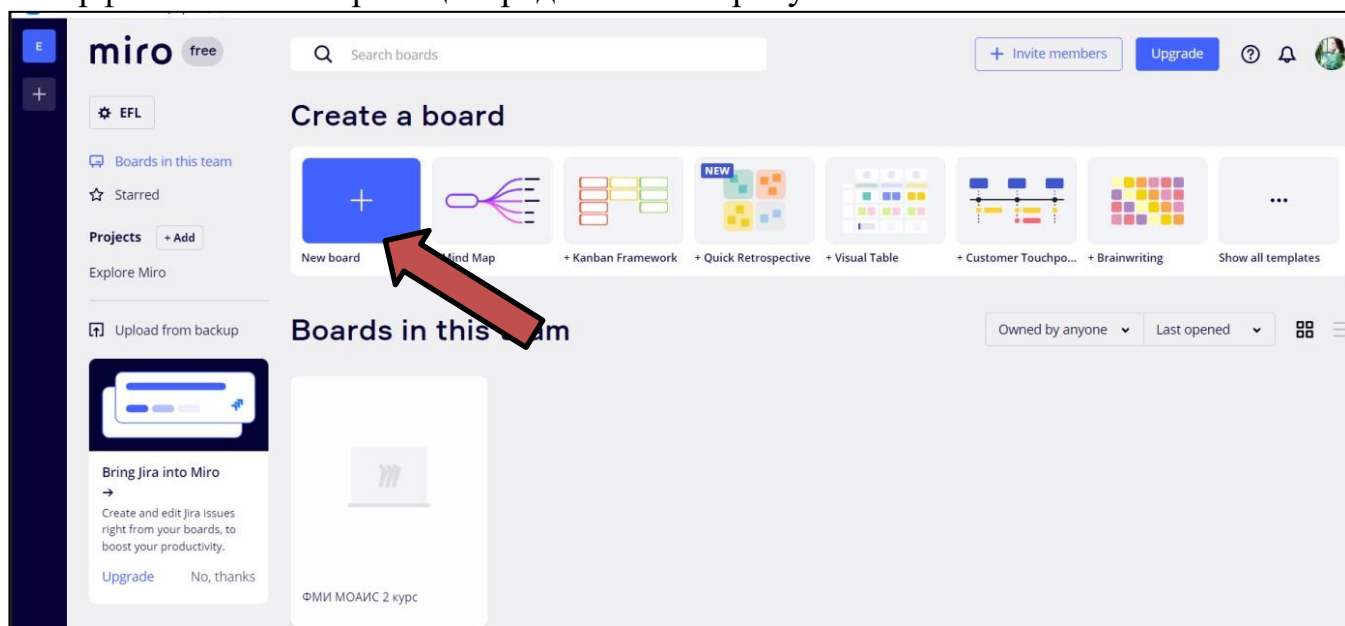 E
miro free
Search boards
+ Invite members
Upgrade
EFL
Create a board
Boards in this team
Starred
Projects
+ Add
Explore Miro
Upload from backup
NEW
New board
Mind Map
+ Kanban Framework
+ Quick Retrospective
+ Visual Table
+ Customer Touchpo...
+ Brainwriting
Show all templates
Boards in this
Owned by anyone
Last opened
Bring Jira into Miro
→
Create and edit Jira issues
right from your boards, to
boost your productivity.
Upgrade
No, thanks
ФМИ МОАИС 2 курс